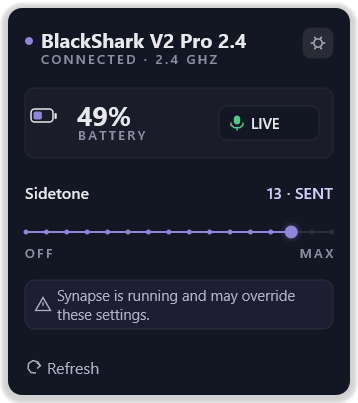 BlackShark V2 Pro 2.4
CONNECTED · 2.4 GHZ
49%
BATTERY
LIVE
Sidetone
13 · SENT
OFF
MAX
Synapse is running and may override
these settings.
Refresh